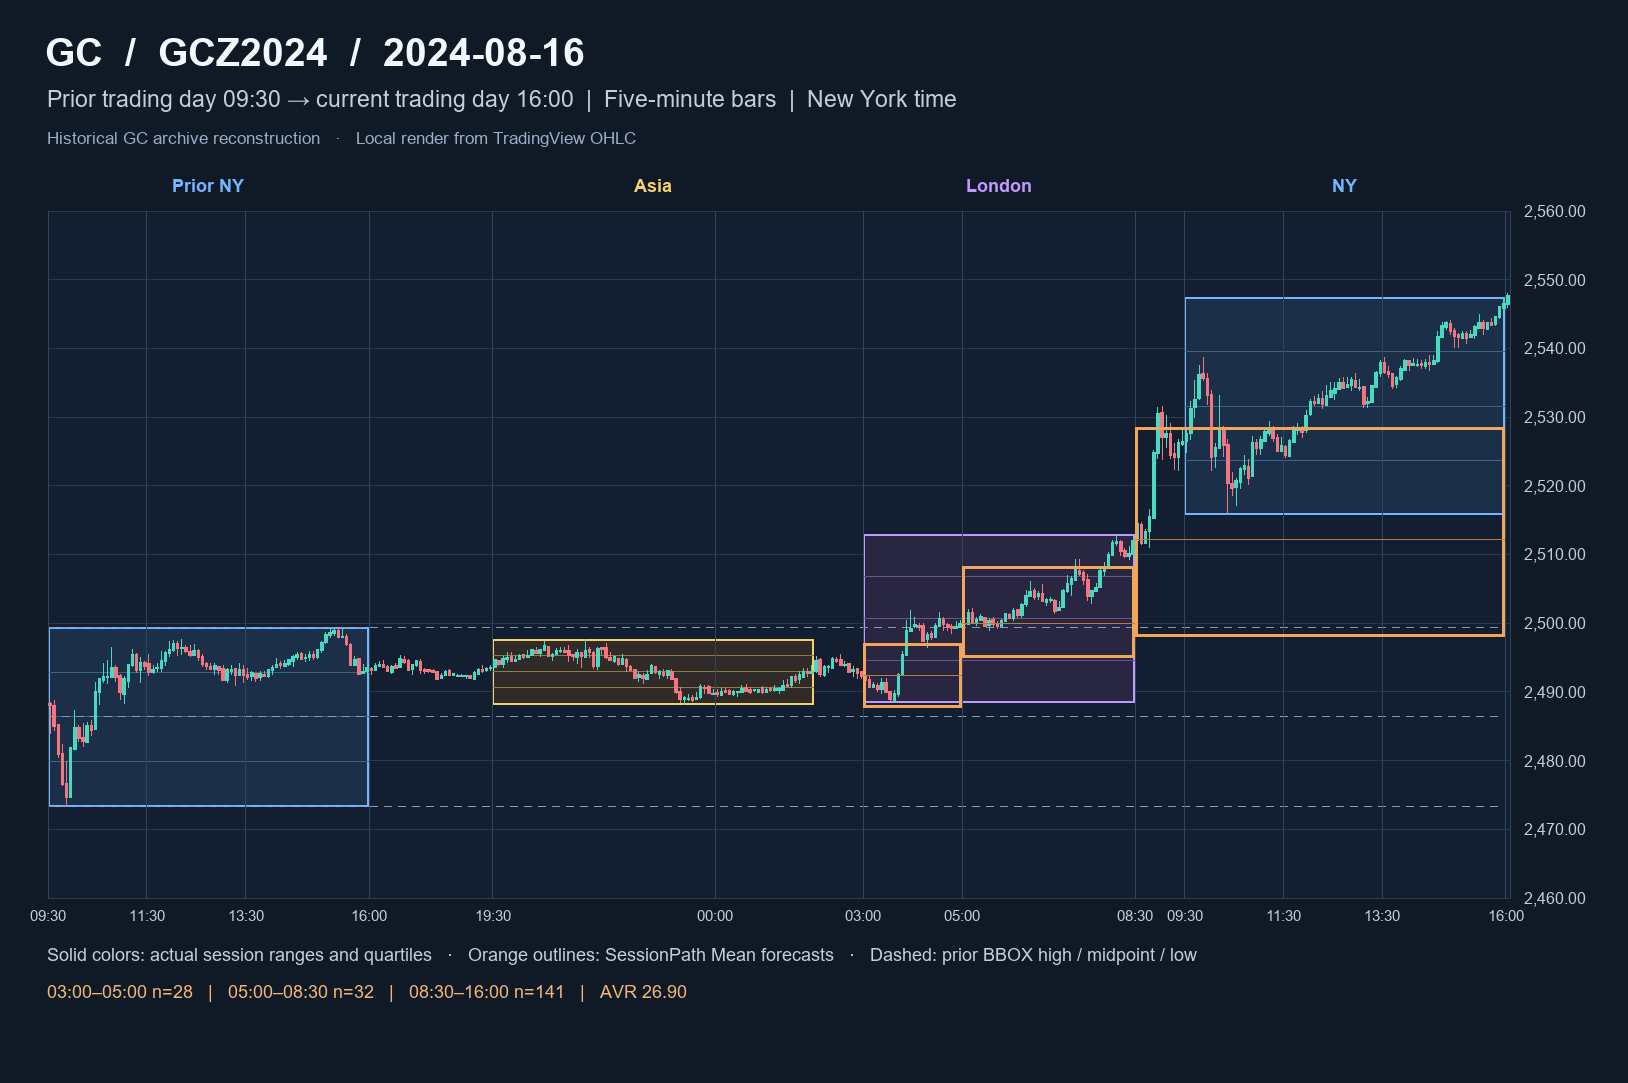 GC / GCZ2024 / 2024-08-16
Prior trading day 09:30 → current trading day 16:00 | Five-minute bars | New York time
Historical GC archive reconstruction · Local render from TradingView OHLC
Prior NY Asia London NY
2,560.00
2,550.00
2,540.00
2,530.00
2,520.00
2,510.00
2,500.00
2,490.00
2,480.00
2,470.00
2,460.00
09:30 11:30 13:30 16:00 19:30 00:00 03:00 05:00 08:30 09:30 11:30 13:30 16:00
Solid colors: actual session ranges and quartiles · Orange outlines: SessionPath Mean forecasts · Dashed: prior BBOX high / midpoint / low
03:00–05:00 n=28 | 05:00–08:30 n=32 | 08:30–16:00 n=141 | AVR 26.90